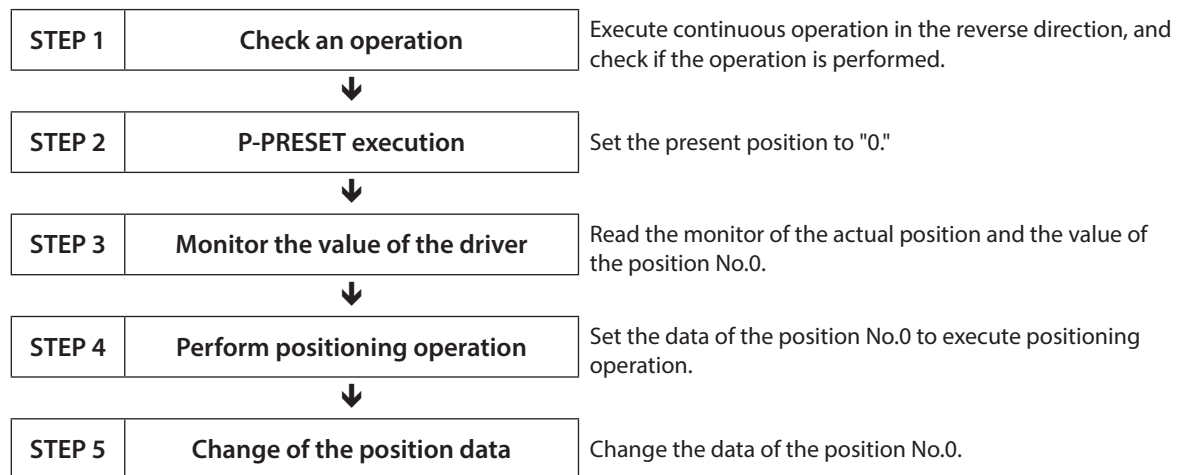 STEP 1 Check an operation Execute continuous operation in the reverse direction, and
check if the operation is performed.
STEP 2 P-PRESET execution Set the present position to "0."
STEP 3 Monitor the value of the driver Read the monitor of the actual position and the value of
the position No.0.
STEP 4 Perform positioning operation Set the data of the position No.0 to execute positioning
operation.
STEP 5 Change of the position data Change the data of the position No.0.